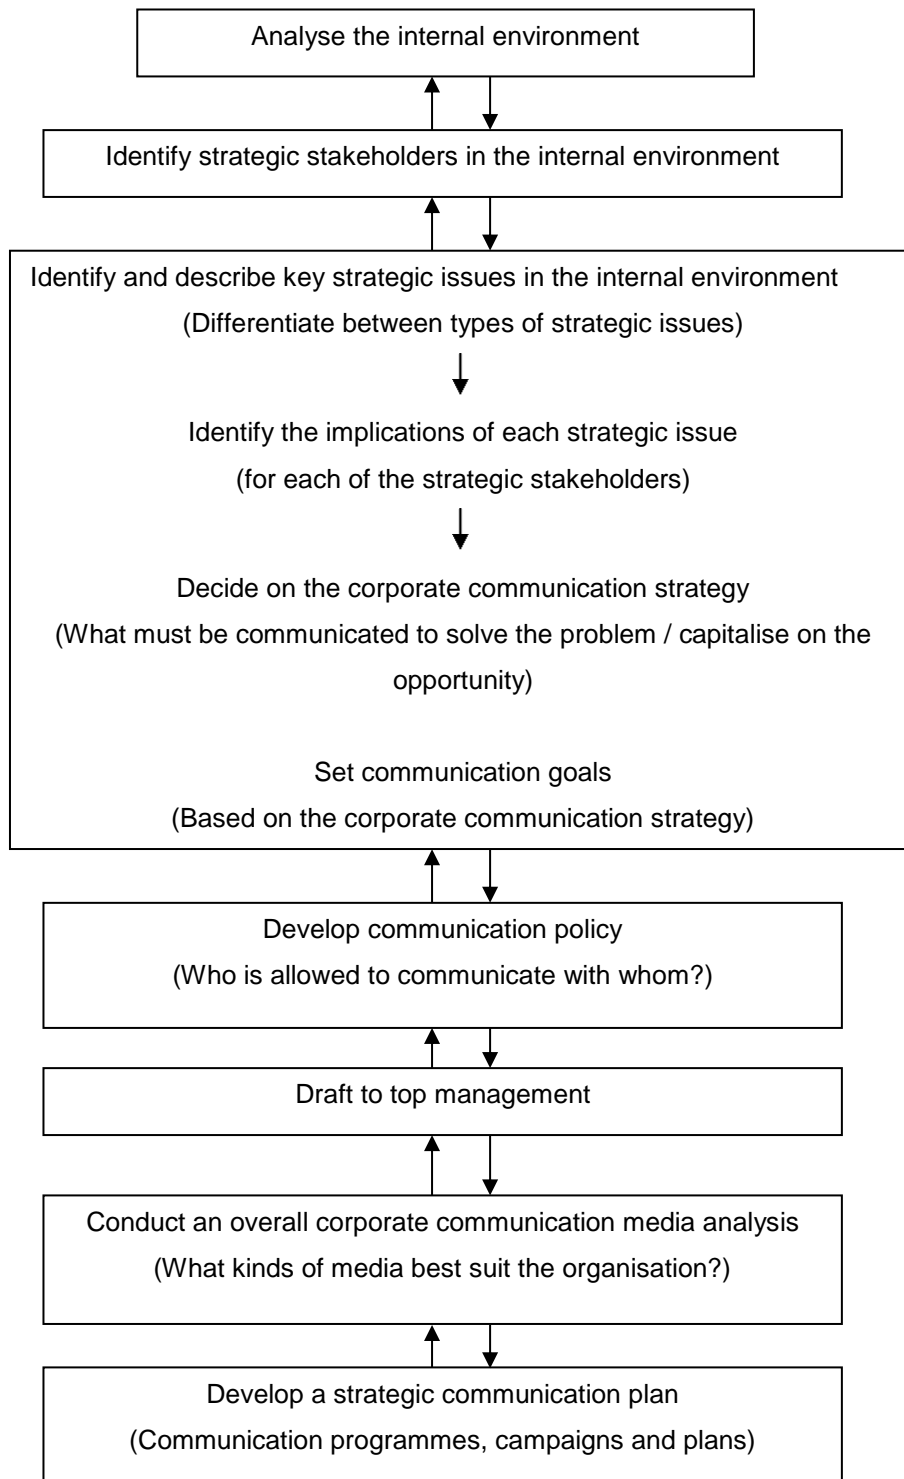 Analyse the internal environment
Identify strategic stakeholders in the internal environment
Identify and describe key strategic issues in the internal environment
(Differentiate between types of strategic issues)
Identify the implications of each strategic issue
(for each of the strategic stakeholders)
Decide on the corporate communication strategy
(What must be communicated to solve the problem / capitalise on the
opportunity)
Set communication goals
(Based on the corporate communication strategy)
Develop communication policy
(Who is allowed to communicate with whom?)
Draft to top management
Conduct an overall corporate communication media analysis
(What kinds of media best suit the organisation?)
Develop a strategic communication plan
(Communication programmes, campaigns and plans)